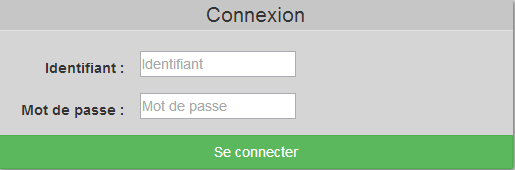 Connexion
Identifiant : Identifiant
Mot de passe : Mot de passe
Se connecter